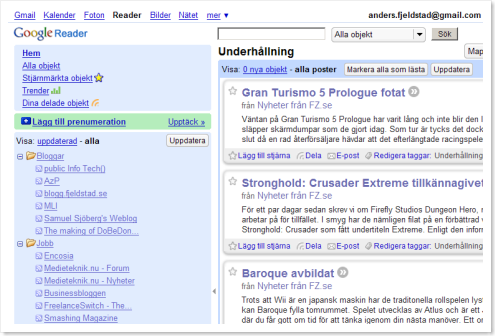 Gmail Kalender Foton Reader Bilder Nätet mer ▼ anders.fjeldstad@gmail.com
Google Reader
Alla objekt Sök
Hem
Alla objekt
Stjärnmärkta objekt
Trender
Dina delade objekt
Lägg till prenumeration Upptäck »
Visa: uppdaterad - alla Uppdatera
Bloggar
public Info Tech()
AzP
blogg.fjeldstad.se
MLI
Samuel Sjöberg's Weblog
The making of DoBeDon...
Jobb
Encosia
Medieteknik.nu - Forum
Medieteknik.nu - Nyheter
Businessbloggen
FreelanceSwitch - The...
Smashing Magazine
Underhållning
Map
Visa: 0 nya objekt - alla poster Markera alla som lästa Uppdatera
Gran Turismo 5 Prologue fotat
från Nyheter från FZ.se
Väntan på Gran Turismo 5 Prologue har varit lång och inte blir den l
släpper skärmdumpar som de gjort idag. Som tur är tycks det dock
slut då en rad återförsäljare hävdar att det efterlängtade racingspele
Lägg till stjärna Dela E-post Redigera taggar: Underhållning
Stronghold: Crusader Extreme tillkännagivet
från Nyheter från FZ.se
För ett par dagar sedan skrev vi om Firefly Studios Dungeon Hero,
arbetar på för tillfället. I smyg har de nämligen filat på en förbättrad v
Stronghold: Crusader som fått undertiteln Extreme. Enligt den infor
Lägg till stjärna Dela E-post Redigera taggar: Underhållning
Baroque avbildat
från Nyheter från FZ.se
Trots att Wii är en japansk maskin har de traditonella rollspelen lyst
kan Baroque fylla tomrummet. Spelet utvecklas av Atlus och är ett
där du får gott om tid för att tänka igenom din nästa manöver. Ett o